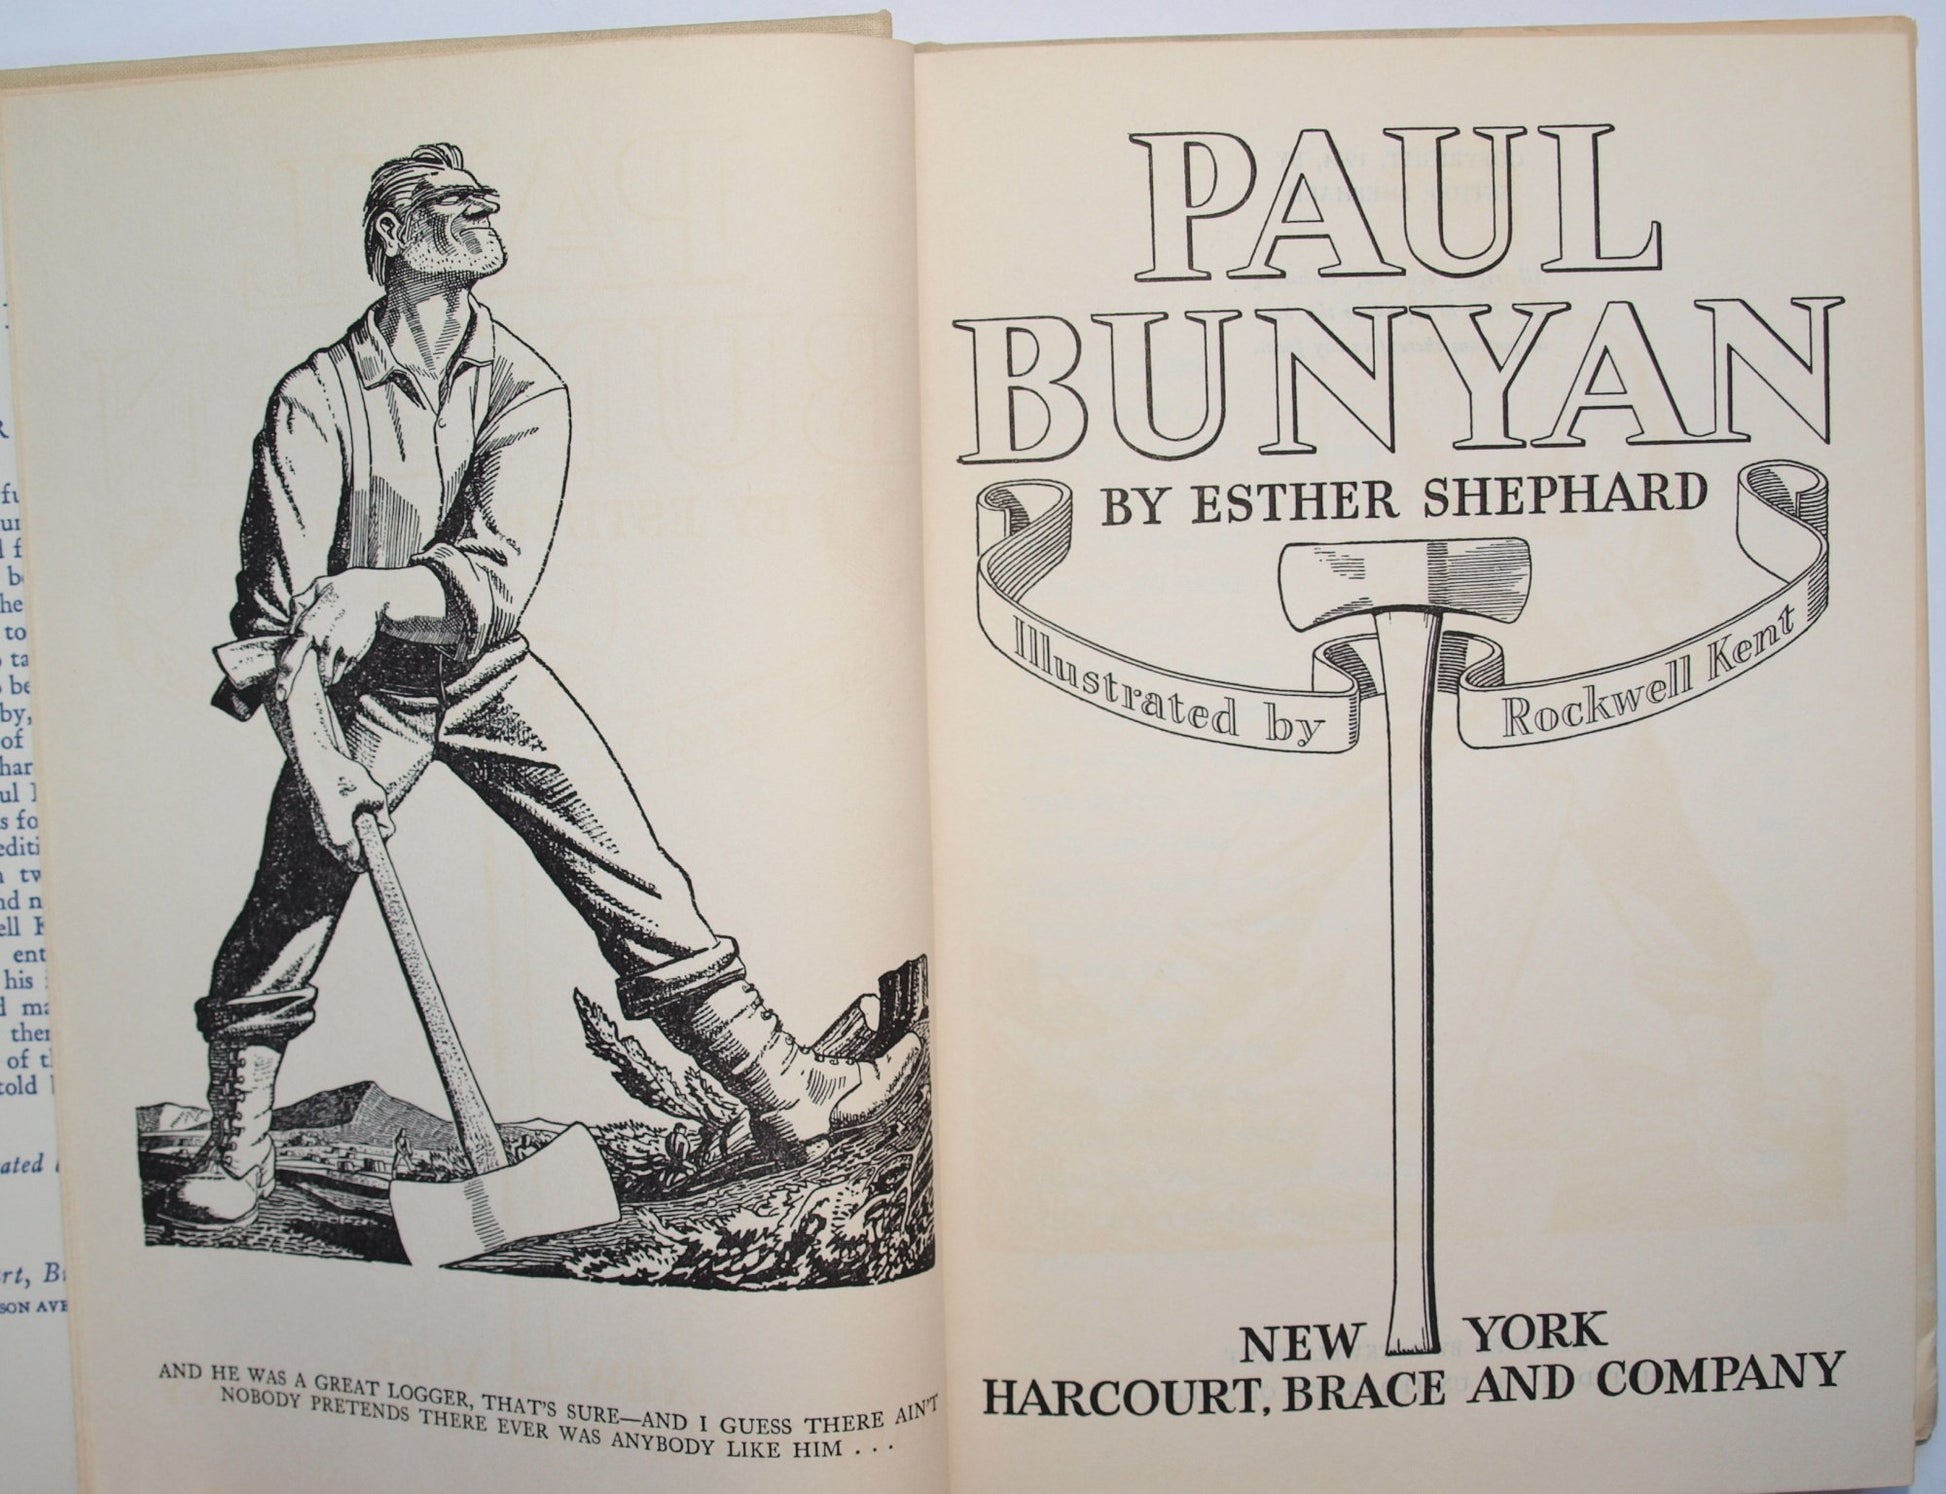 AND HE WAS A GREAT LOGGER, THAT'S SURE—AND I GUESS THERE AIN'T
NOBODY PRETENDS THERE EVER WAS ANYBODY LIKE HIM . . .
PAUL
BUNYAN
BY ESTHER SHEPHARD
Illustrated by Rockwell Kent
NEW YORK
HARCOURT, BRACE AND COMPANY